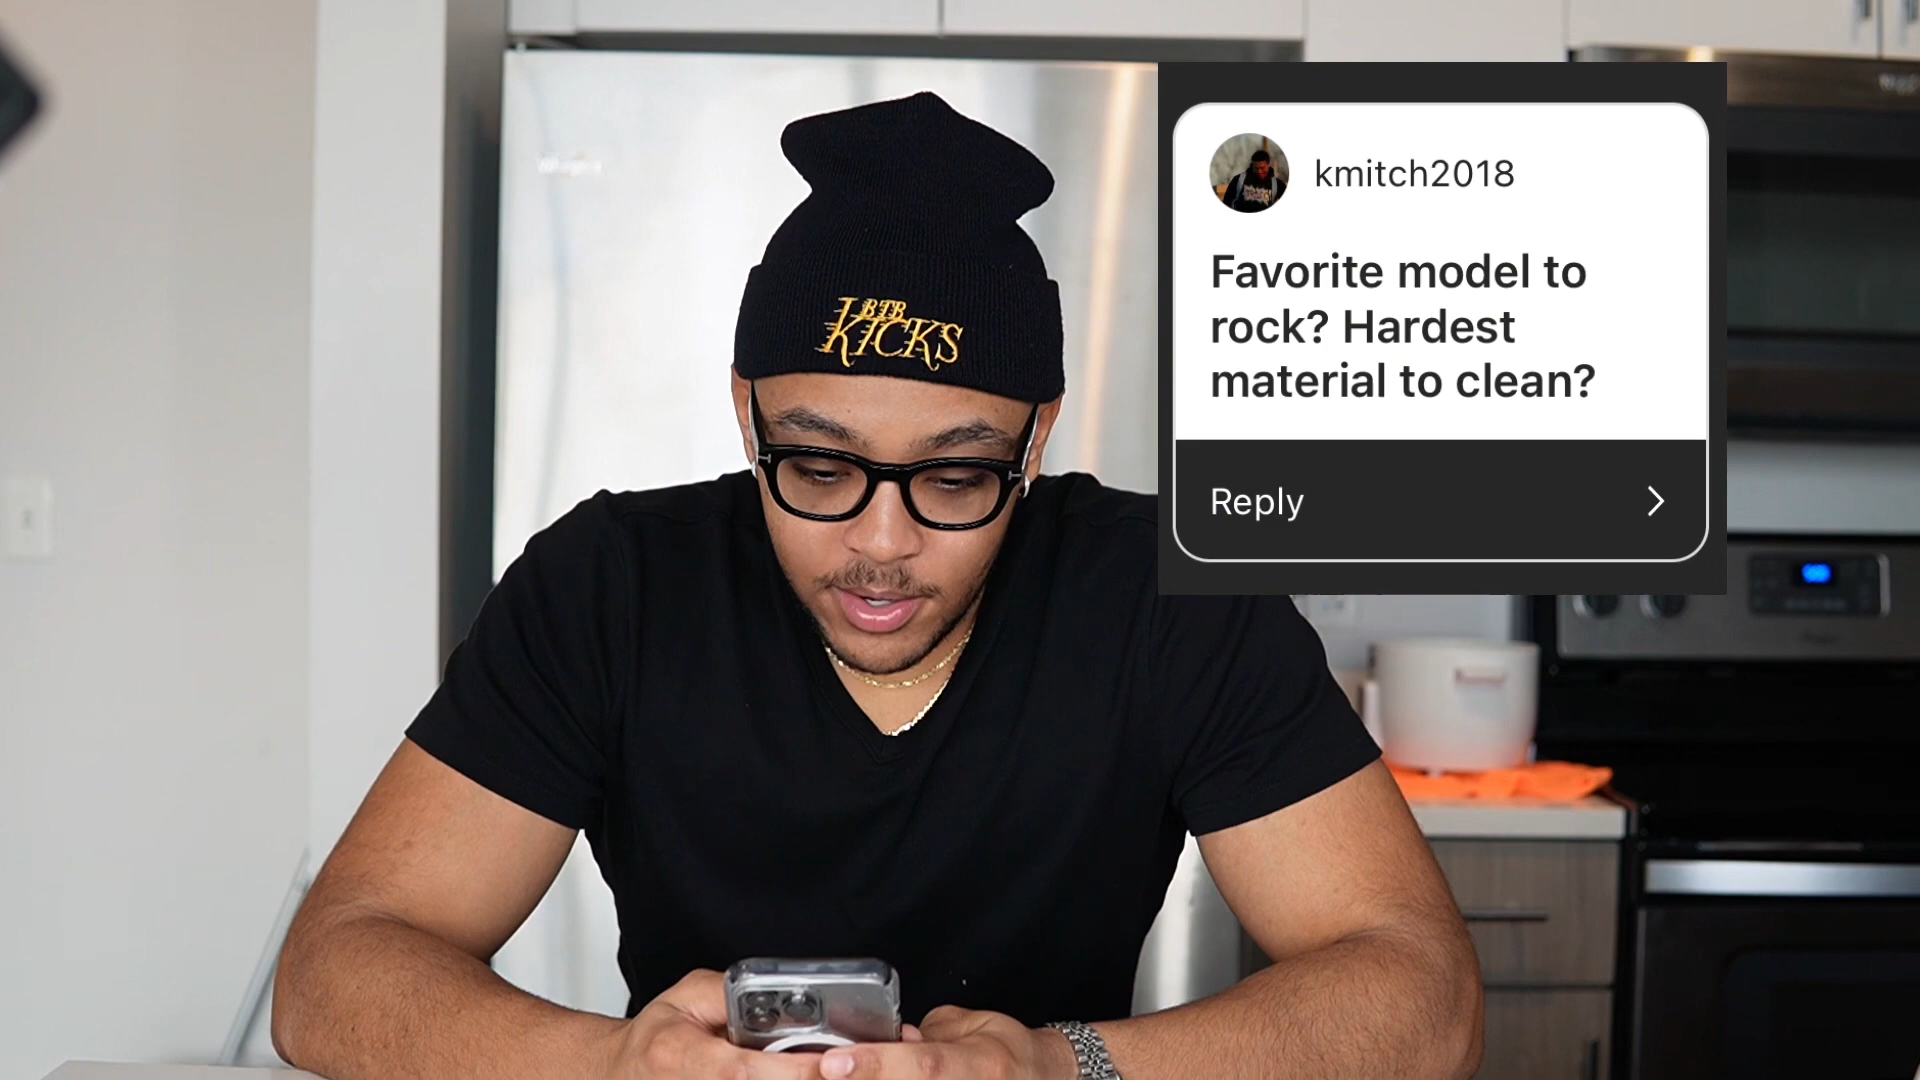 BTB
KICKS
kmitch2018
Favorite model to
rock? Hardest
material to clean?
Reply